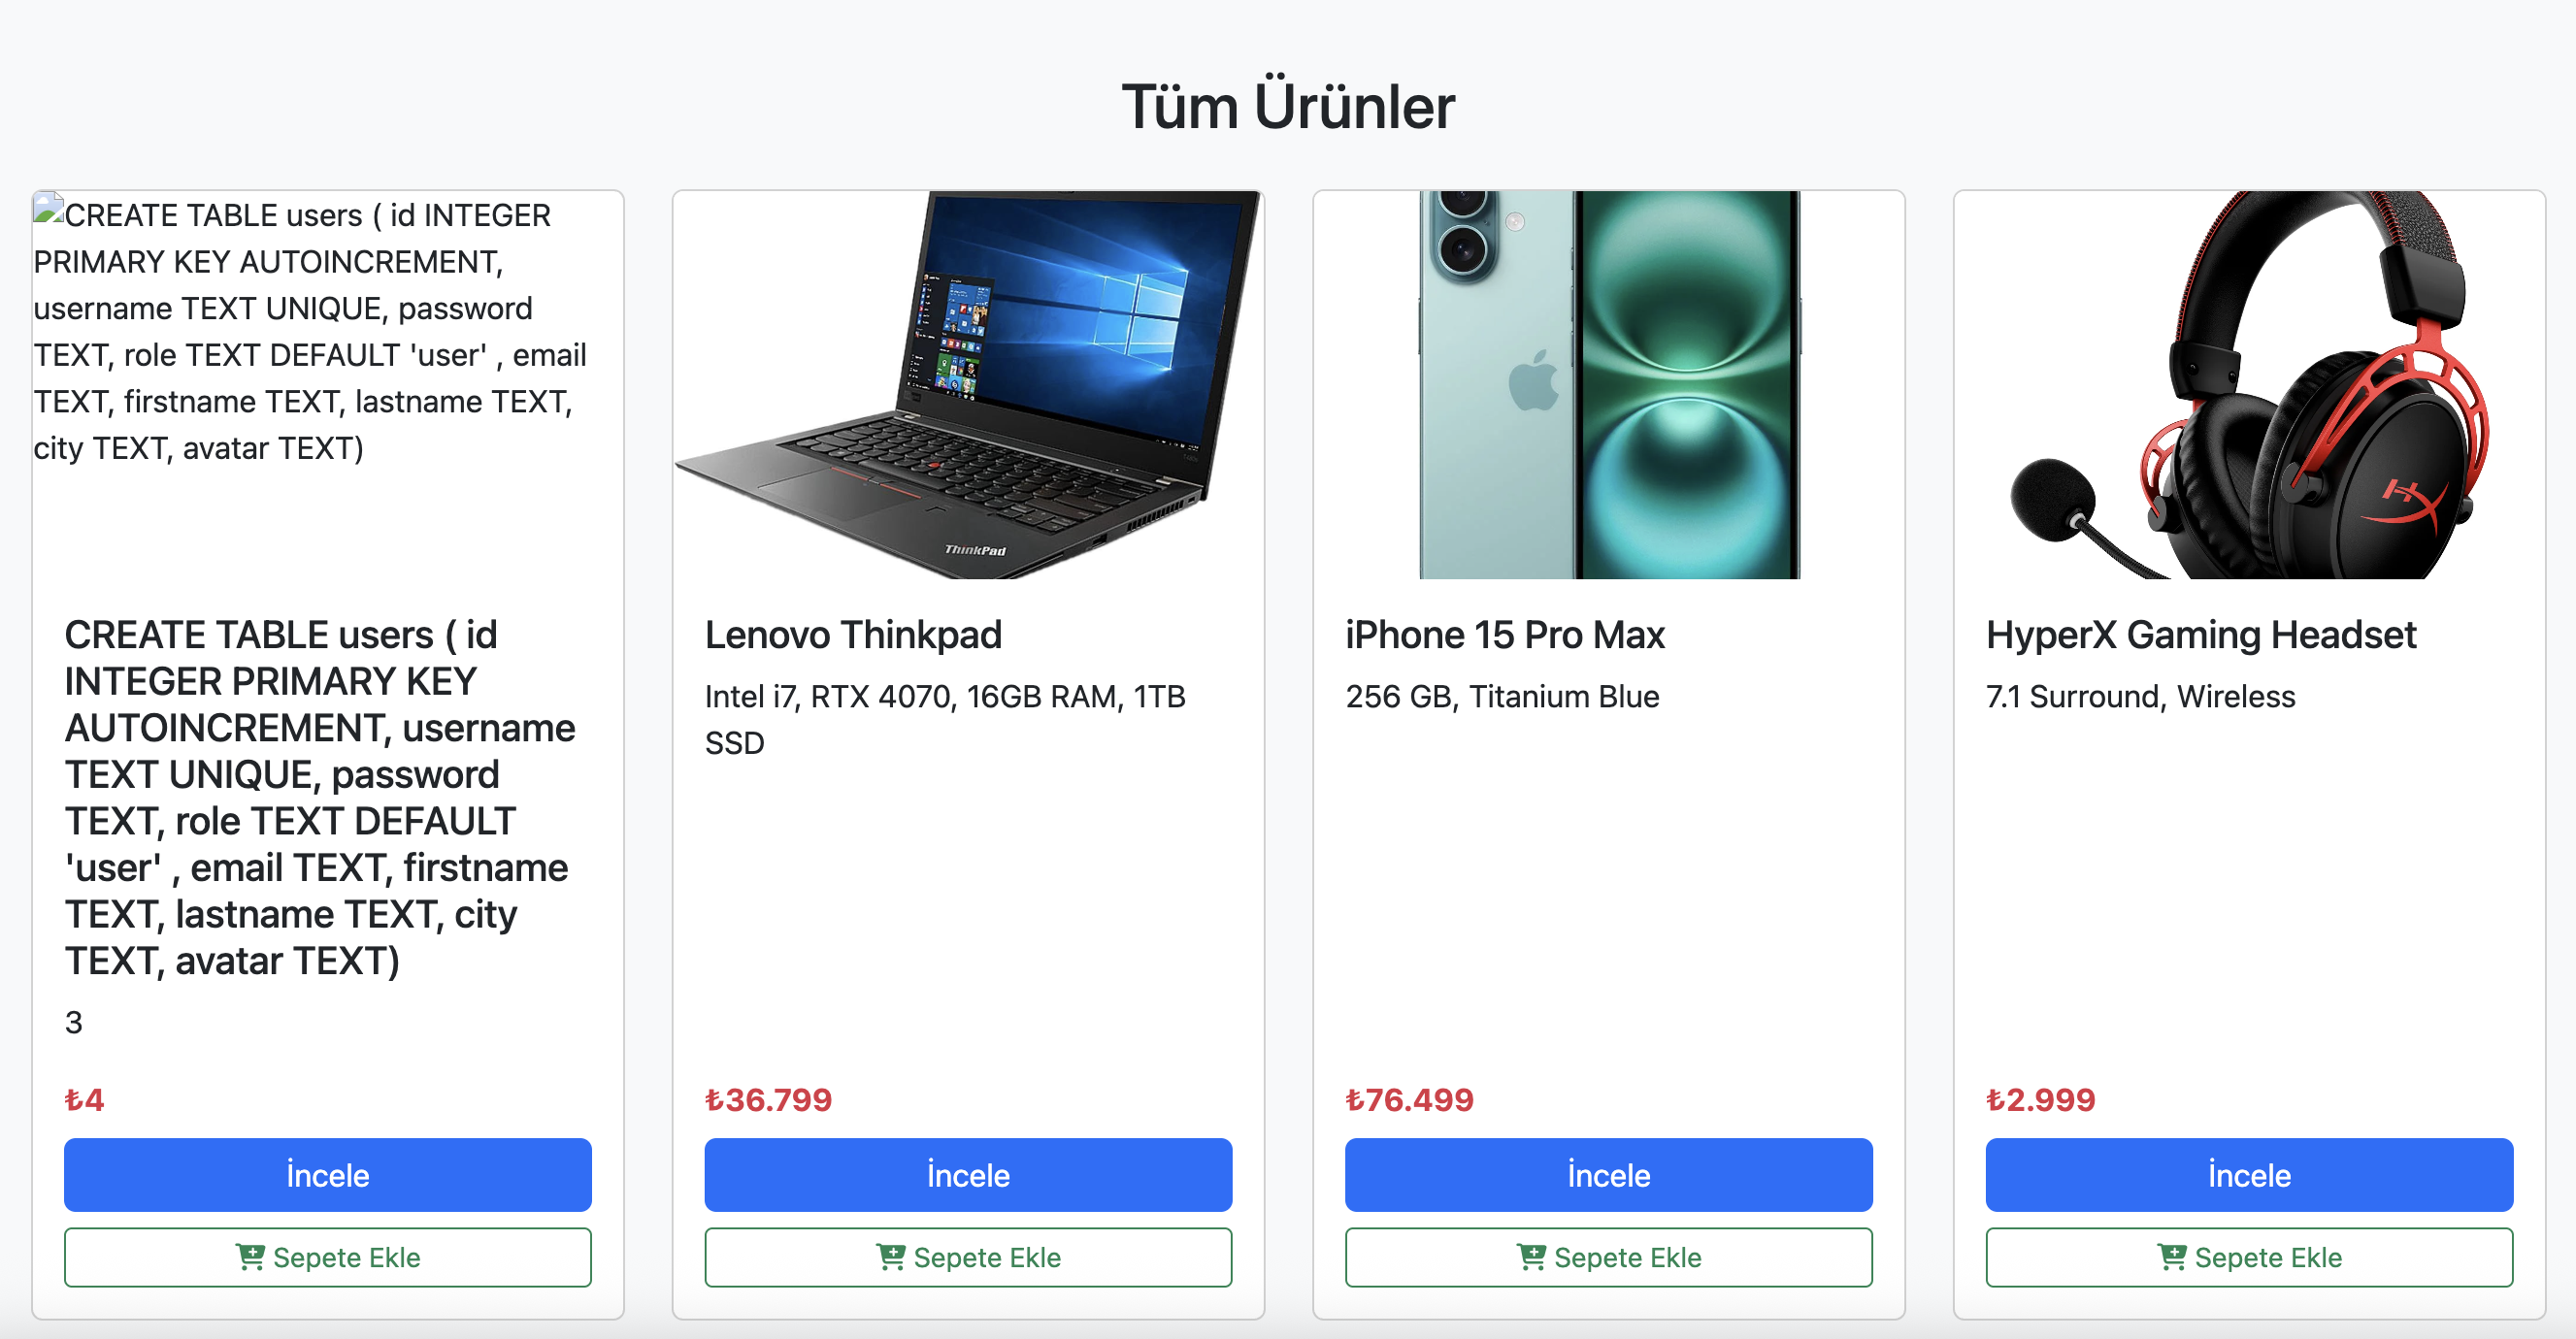 Tüm Ürünler
CREATE TABLE users ( id INTEGER
PRIMARY KEY AUTOINCREMENT,
username TEXT UNIQUE, password
TEXT, role TEXT DEFAULT 'user' , email
TEXT, firstname TEXT, lastname TEXT,
city TEXT, avatar TEXT)
CREATE TABLE users ( id
INTEGER PRIMARY KEY
AUTOINCREMENT, username
TEXT UNIQUE, password
TEXT, role TEXT DEFAULT
'user' , email TEXT, firstname
TEXT, lastname TEXT, city
TEXT, avatar TEXT)
3
₺4
İncele
Sepete Ekle
ThinkPad
Lenovo Thinkpad
Intel i7, RTX 4070, 16GB RAM, 1TB
SSD
₺36.799
İncele
Sepete Ekle
iPhone 15 Pro Max
256 GB, Titanium Blue
₺76.499
İncele
Sepete Ekle
HX
HyperX Gaming Headset
7.1 Surround, Wireless
₺2.999
İncele
Sepete Ekle